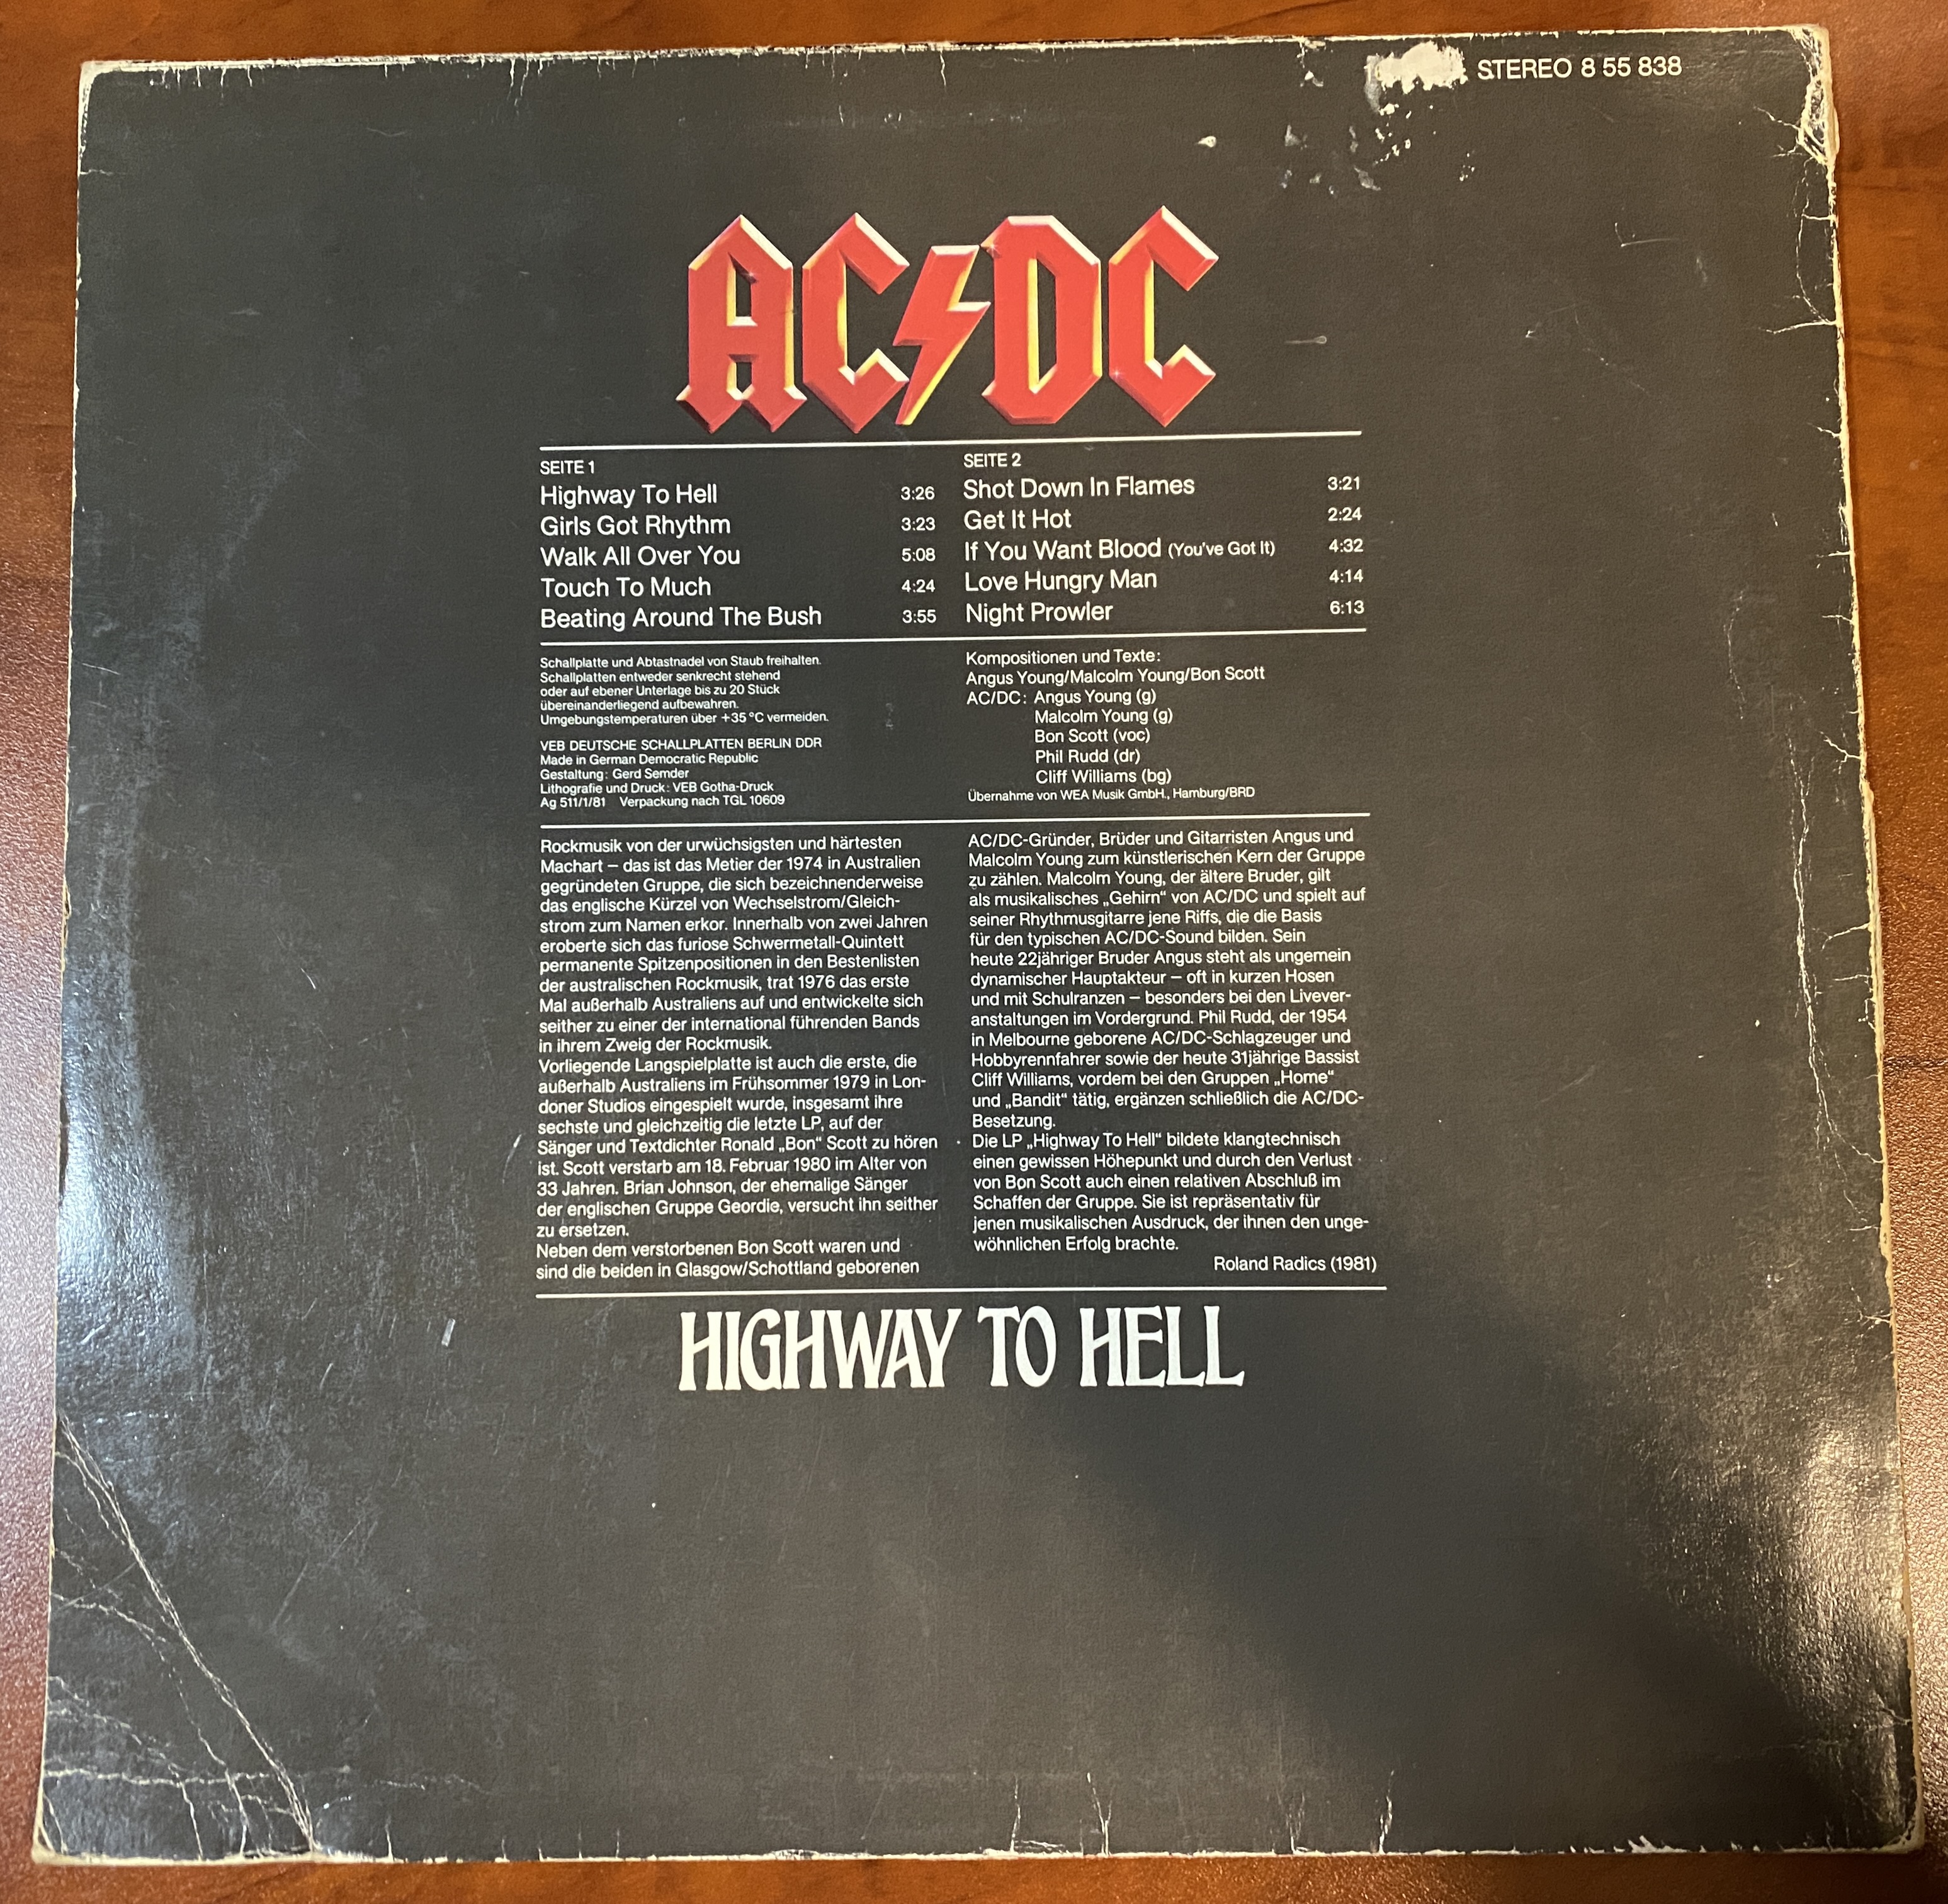 STEREO 8 55 838
AC/DC
SEITE 1
Highway To Hell 3:26
Girls Got Rhythm 3:23
Walk All Over You 5:08
Touch To Much 4:24
Beating Around The Bush 3:55
SEITE 2
Shot Down In Flames 3:21
Get It Hot 2:24
If You Want Blood (You've Got It) 4:32
Love Hungry Man 4:14
Night Prowler 6:13
Schallplatte und Abtastnadel von Staub freihalten.
Schallplatten entweder senkrecht stehend
oder auf ebener Unterlage bis zu 20 Stück
übereinanderliegend aufbewahren.
Umgebungstemperaturen über +35 °C vermeiden.
VEB DEUTSCHE SCHALLPLATTEN BERLIN DDR
Made in German Democratic Republic
Gestaltung: Gerd Semder
Lithografie und Druck: VEB Gotha-Druck
Ag 511/1/81 Verpackung nach TGL 10609
Kompositionen und Texte:
Angus Young/Malcolm Young/Bon Scott
AC/DC: Angus Young (g)
Malcolm Young (g)
Bon Scott (voc)
Phil Rudd (dr)
Cliff Williams (bg)
Übernahme von WEA Musik GmbH., Hamburg/BRD
Rockmusik von der urwüchsigsten und härtesten
Machart – das ist das Metier der 1974 in Australien
gegründeten Gruppe, die sich bezeichnenderweise
das englische Kürzel von Wechselstrom/Gleich-
strom zum Namen erkor. Innerhalb von zwei Jahren
eroberte sich das furiose Schwermetall-Quintett
permanente Spitzenpositionen in den Bestenlisten
der australischen Rockmusik, trat 1976 das erste
Mal außerhalb Australiens auf und entwickelte sich
seither zu einer der international führenden Bands
in ihrem Zweig der Rockmusik.
Vorliegende Langspielplatte ist auch die erste, die
außerhalb Australiens im Frühsommer 1979 in Lon-
doner Studios eingespielt wurde, insgesamt ihre
sechste und gleichzeitig die letzte LP, auf der
Sänger und Textdichter Ronald „Bon“ Scott zu hören
ist. Scott verstarb am 18. Februar 1980 im Alter von
33 Jahren. Brian Johnson, der ehemalige Sänger
der englischen Gruppe Geordie, versucht ihn seither
zu ersetzen.
Neben dem verstorbenen Bon Scott waren und
sind die beiden in Glasgow/Schottland geborenen
AC/DC-Gründer, Brüder und Gitarristen Angus und
Malcolm Young zum künstlerischen Kern der Gruppe
zu zählen. Malcolm Young, der ältere Bruder, gilt
als musikalisches „Gehirn“ von AC/DC und spielt auf
seiner Rhythmusgitarre jene Riffs, die die Basis
für den typischen AC/DC-Sound bilden. Sein
heute 22jähriger Bruder Angus steht als ungemein
dynamischer Hauptakteur – oft in kurzen Hosen
und mit Schulranzen – besonders bei den Livever-
anstaltungen im Vordergrund. Phil Rudd, der 1954
in Melbourne geborene AC/DC-Schlagzeuger und
Hobbyrennfahrer sowie der heute 31jährige Bassist
Cliff Williams, vordem bei den Gruppen „Home“
und „Bandit“ tätig, ergänzen schließlich die AC/DC-
Besetzung.
Die LP „Highway To Hell“ bildete klangtechnisch
einen gewissen Höhepunkt und durch den Verlust
von Bon Scott auch einen relativen Abschluß im
Schaffen der Gruppe. Sie ist repräsentativ für
jenen musikalischen Ausdruck, der ihnen den unge-
wöhnlichen Erfolg brachte.
Roland Radics (1981)
HIGHWAY TO HELL